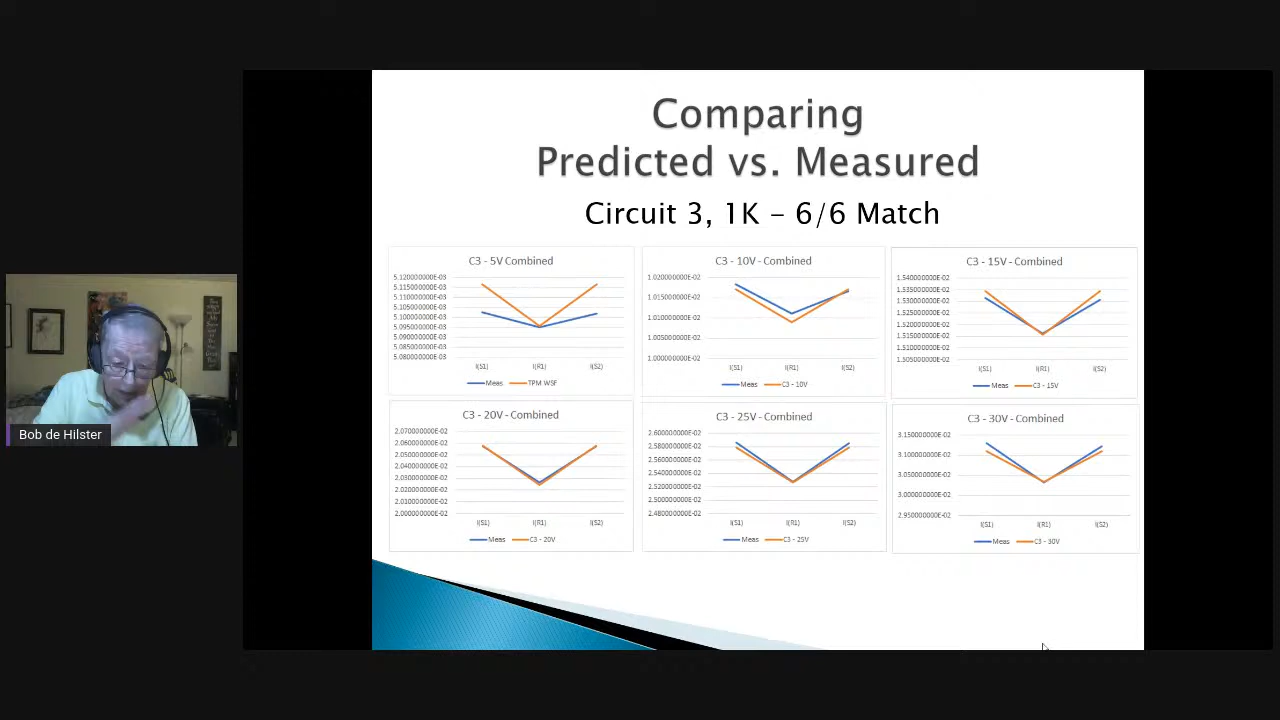 Comparing
Predicted vs. Measured
Circuit 3, 1K – 6/6 Match
C3 - 5V Combined
5.120000000E-03
5.115000000E-03
5.110000000E-03
5.105000000E-03
5.100000000E-03
5.095000000E-03
5.090000000E-03
5.085000000E-03
5.080000000E-03
I(S1) I(R1) I(S2)
Meas TPM WSF
C3 - 10V - Combined
1.020000000E-02
1.015000000E-02
1.010000000E-02
1.005000000E-02
1.000000000E-02
I(S1) I(R1) I(S2)
Meas C3 - 10V
C3 - 15V - Combined
1.540000000E-02
1.535000000E-02
1.530000000E-02
1.525000000E-02
1.520000000E-02
1.515000000E-02
1.510000000E-02
1.505000000E-02
I(S1) I(R1) I(S2)
Meas C3 - 15V
C3 - 20V - Combined
2.070000000E-02
2.060000000E-02
2.050000000E-02
2.040000000E-02
2.030000000E-02
2.020000000E-02
2.010000000E-02
2.000000000E-02
I(S1) I(R1) I(S2)
Meas C3 - 20V
C3 - 25V - Combined
2.600000000E-02
2.580000000E-02
2.560000000E-02
2.540000000E-02
2.520000000E-02
2.500000000E-02
2.480000000E-02
I(S1) I(R1) I(S2)
Meas C3 - 25V
C3 - 30V - Combined
3.150000000E-02
3.100000000E-02
3.050000000E-02
3.000000000E-02
2.950000000E-02
I(S1) I(R1) I(S2)
Meas C3 - 30V
Bob de Hilster